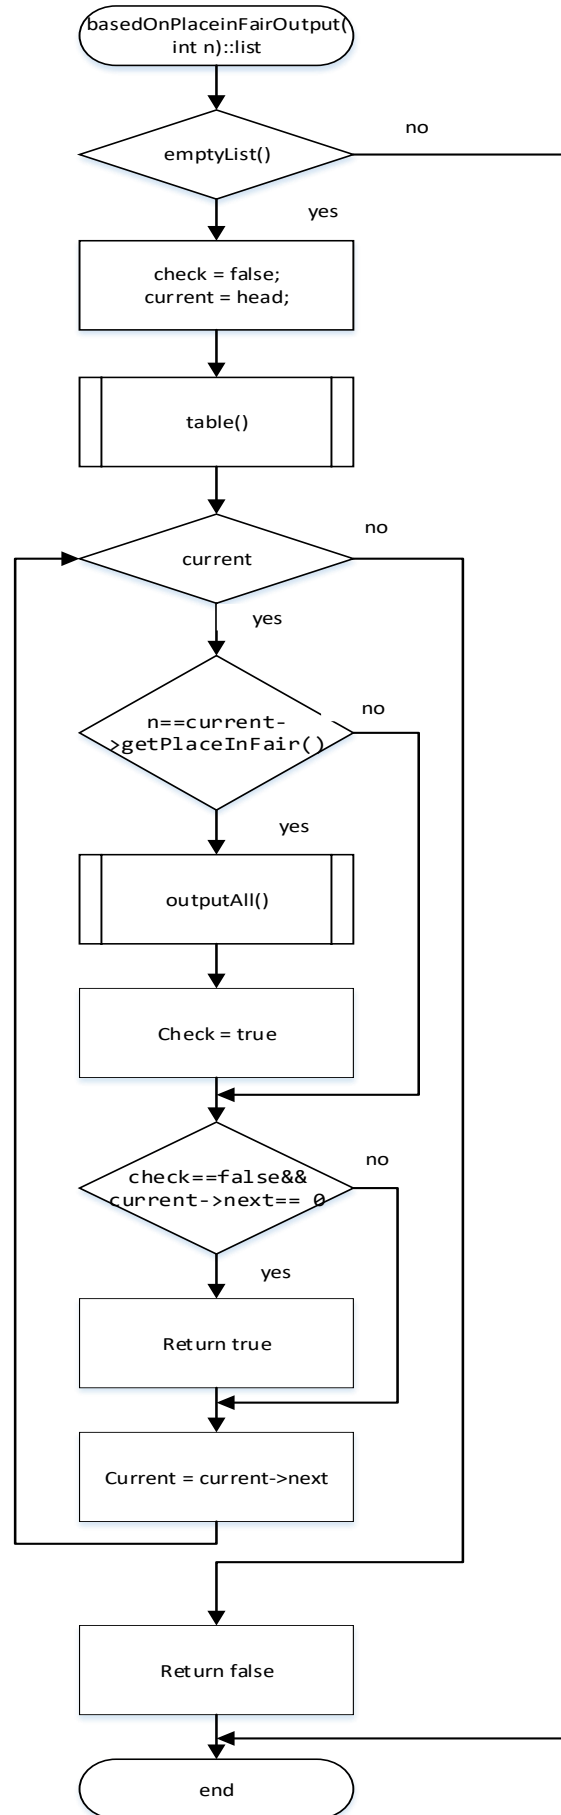 basedOnPlaceinFairOutput(
int n)::list
emptyList()
no
yes
check = false;
current = head;
table()
current
no
yes
n==current-
>getPlaceInFair()
no
yes
outputAll()
Check = true
check==false&&
current->next== 0
no
yes
Return true
Current = current->next
Return false
end